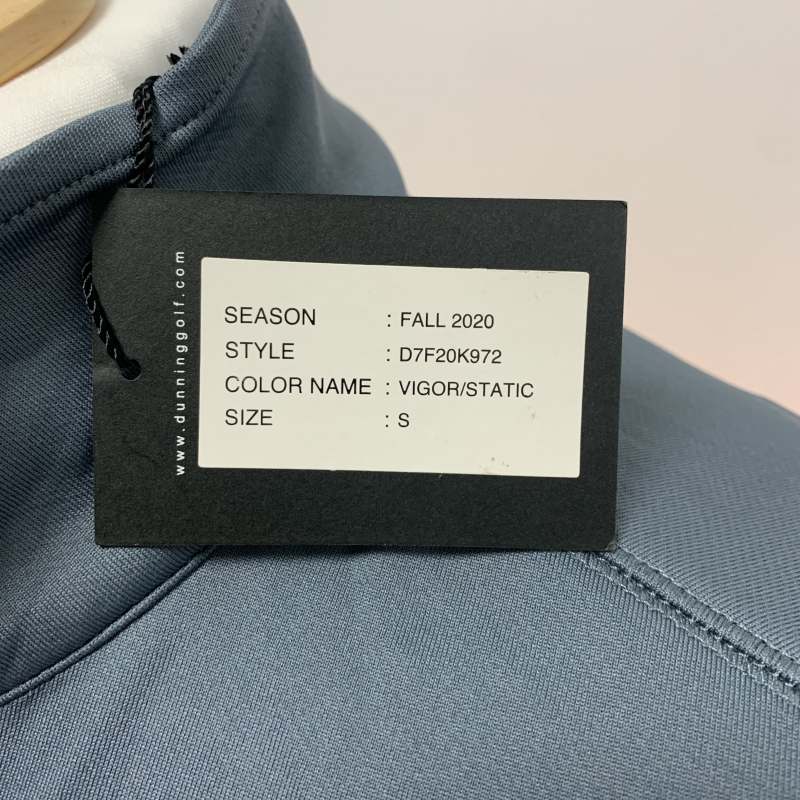 www.dunninggolf.com
SEASON : FALL 2020
STYLE : D7F20K972
COLOR NAME : VIGOR/STATIC
SIZE : S